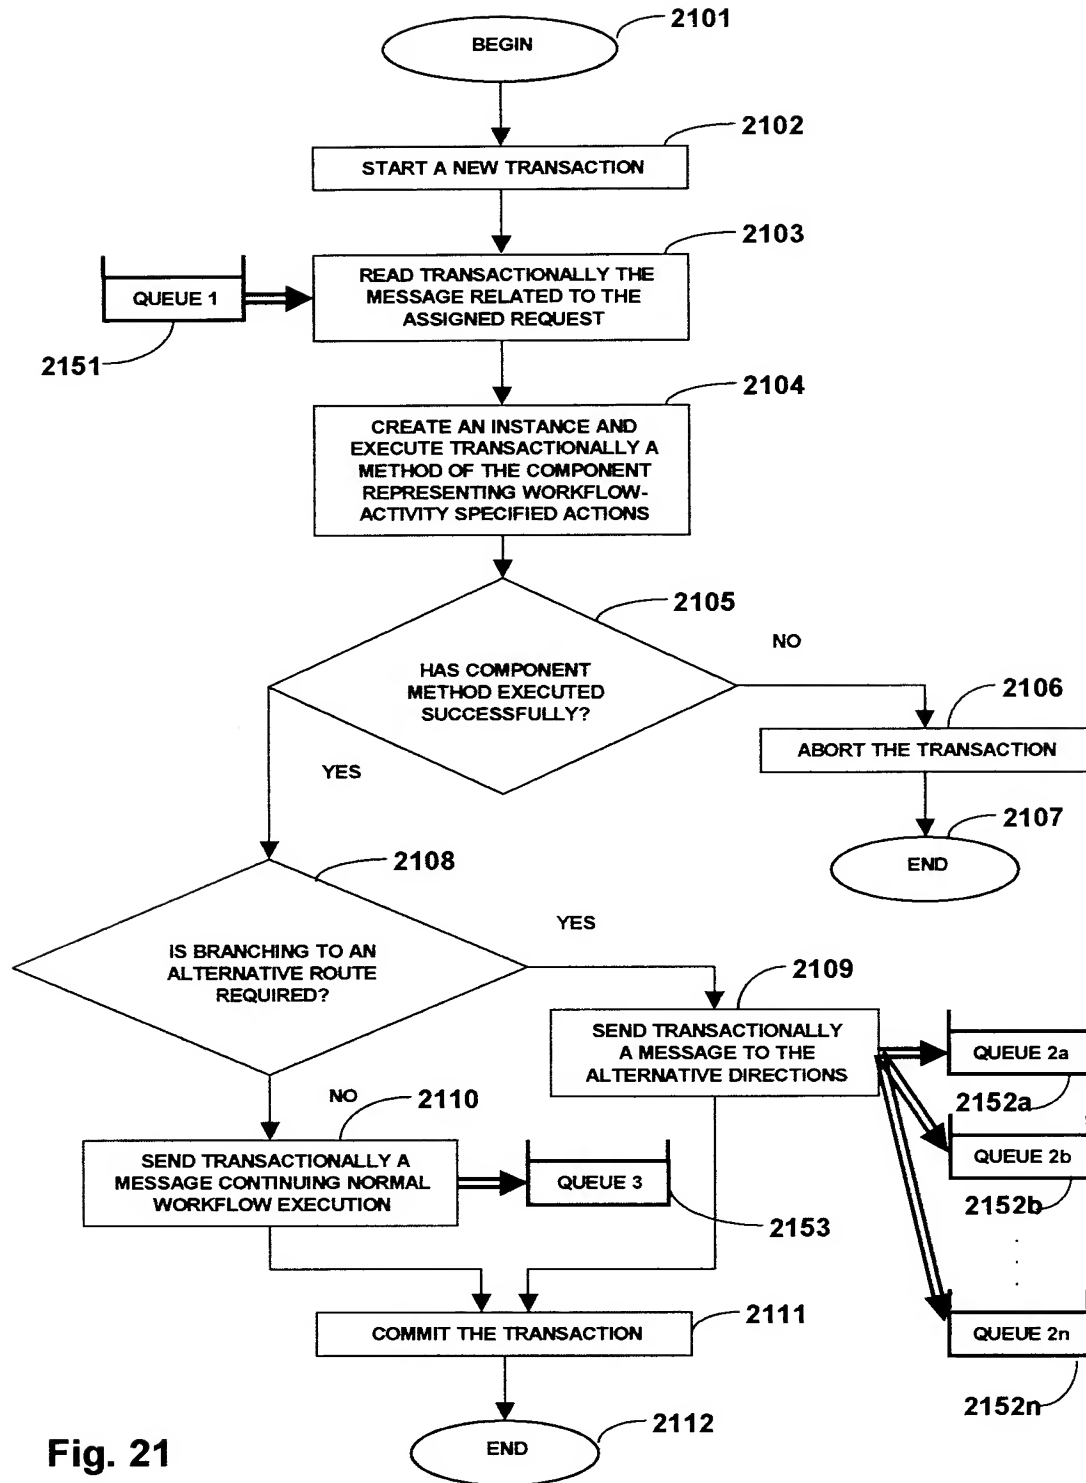 2101
BEGIN
2102
START A NEW TRANSACTION
2103
READ TRANSACTIONALLY THE
MESSAGE RELATED TO THE
ASSIGNED REQUEST
QUEUE 1
2151
2104
CREATE AN INSTANCE AND
EXECUTE TRANSACTIONALLY A
METHOD OF THE COMPONENT
REPRESENTING WORKFLOW-
ACTIVITY SPECIFIED ACTIONS
2105
NO
HAS COMPONENT
METHOD EXECUTED
SUCCESSFULLY?
2106
ABORT THE TRANSACTION
YES
2107
END
2108
YES
IS BRANCHING TO AN
ALTERNATIVE ROUTE
REQUIRED?
2109
SEND TRANSACTIONALLY
A MESSAGE TO THE
ALTERNATIVE DIRECTIONS
QUEUE 2a
2152a
NO
2110
SEND TRANSACTIONALLY A
MESSAGE CONTINUING NORMAL
WORKFLOW EXECUTION
QUEUE 3
2153
QUEUE 2b
2152b
2111
COMMIT THE TRANSACTION
QUEUE 2n
2152n
2112
END
Fig. 21